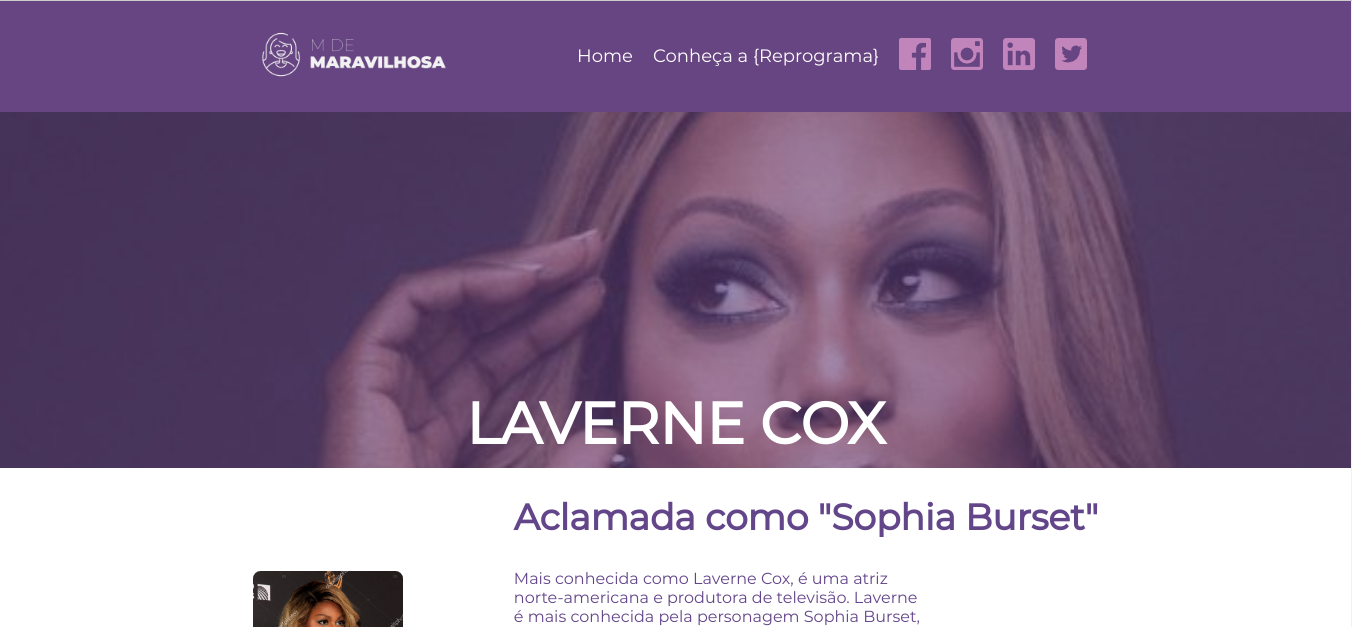 M DE
MARAVILHOSA
Home Conheça a {Reprograma}
LAVERNE COX
Aclamada como "Sophia Burset"
Mais conhecida como Laverne Cox, é uma atriz
norte-americana e produtora de televisão. Laverne
é mais conhecida pela personagem Sophia Burset,